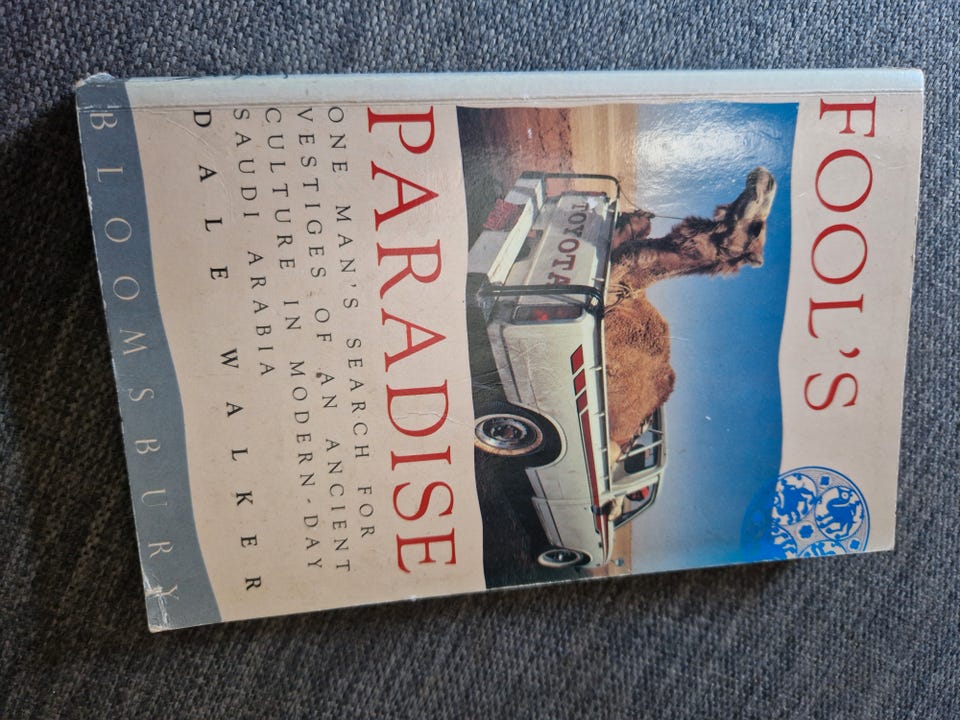 FOOL'S
TOYOTA
PARADISE
ONE MAN'S SEARCH FOR
VESTIGES OF AN ANCIENT
CULTURE IN MODERN-DAY
SAUDI ARABIA
DALE WALKER
BLOOMSBURY